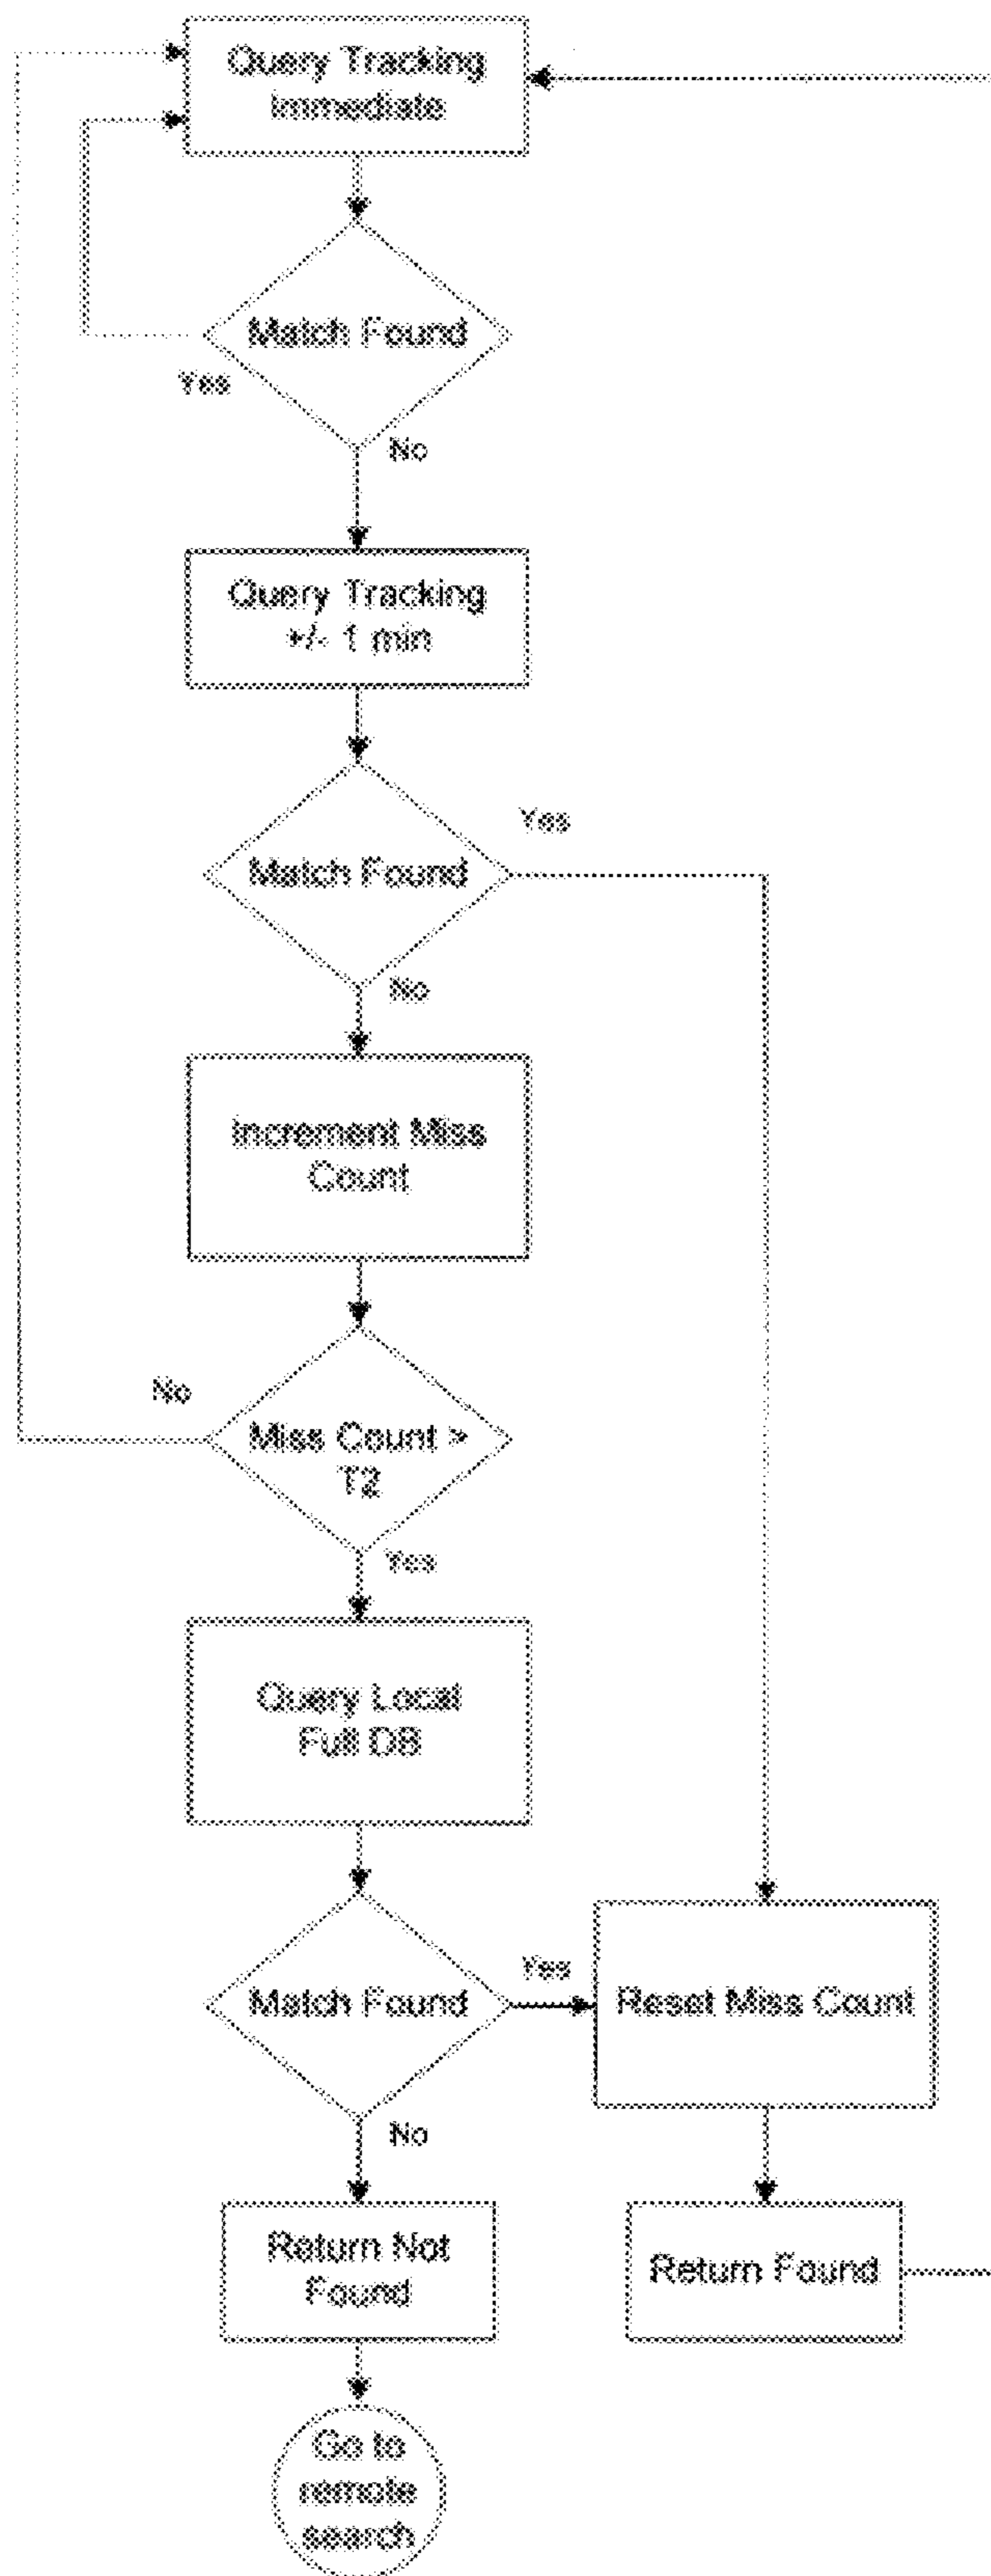 Query Tracking
Immediate
Match Found
Yes
No
Query Tracking
+/- 1 min
Yes
Match Found
No
Increment Miss
Count
No
Miss Count >
T2
Yes
Query Local
Full DB
Match Found
Yes
Reset Miss Count
No
Return Not
Found
Return Found
Go to
remote
search